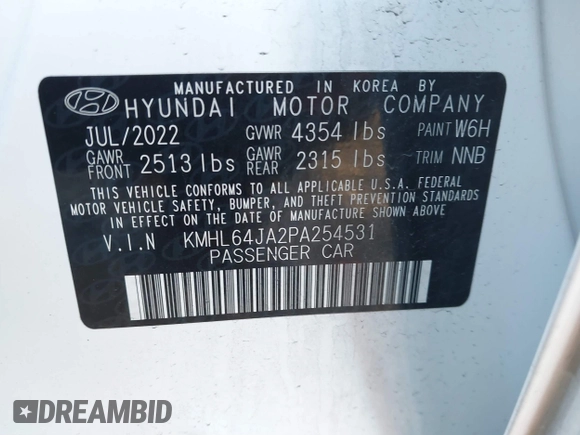 MANUFACTURED IN KOREA BY
HYUNDAI MOTOR COMPANY
JUL/2022 GVWR 4354 lbs PAINT W6H
GAWR FRONT 2513 lbs GAWR REAR 2315 lbs TRIM NNB
THIS VEHICLE CONFORMS TO ALL APPLICABLE U.S.A. FEDERAL
MOTOR VEHICLE SAFETY, BUMPER, AND THEFT PREVENTION STANDARDS
IN EFFECT ON THE DATE OF MANUFACTURE SHOWN ABOVE.
V.I.N KMHL64JA2PA254531
PASSENGER CAR
DREAMBID